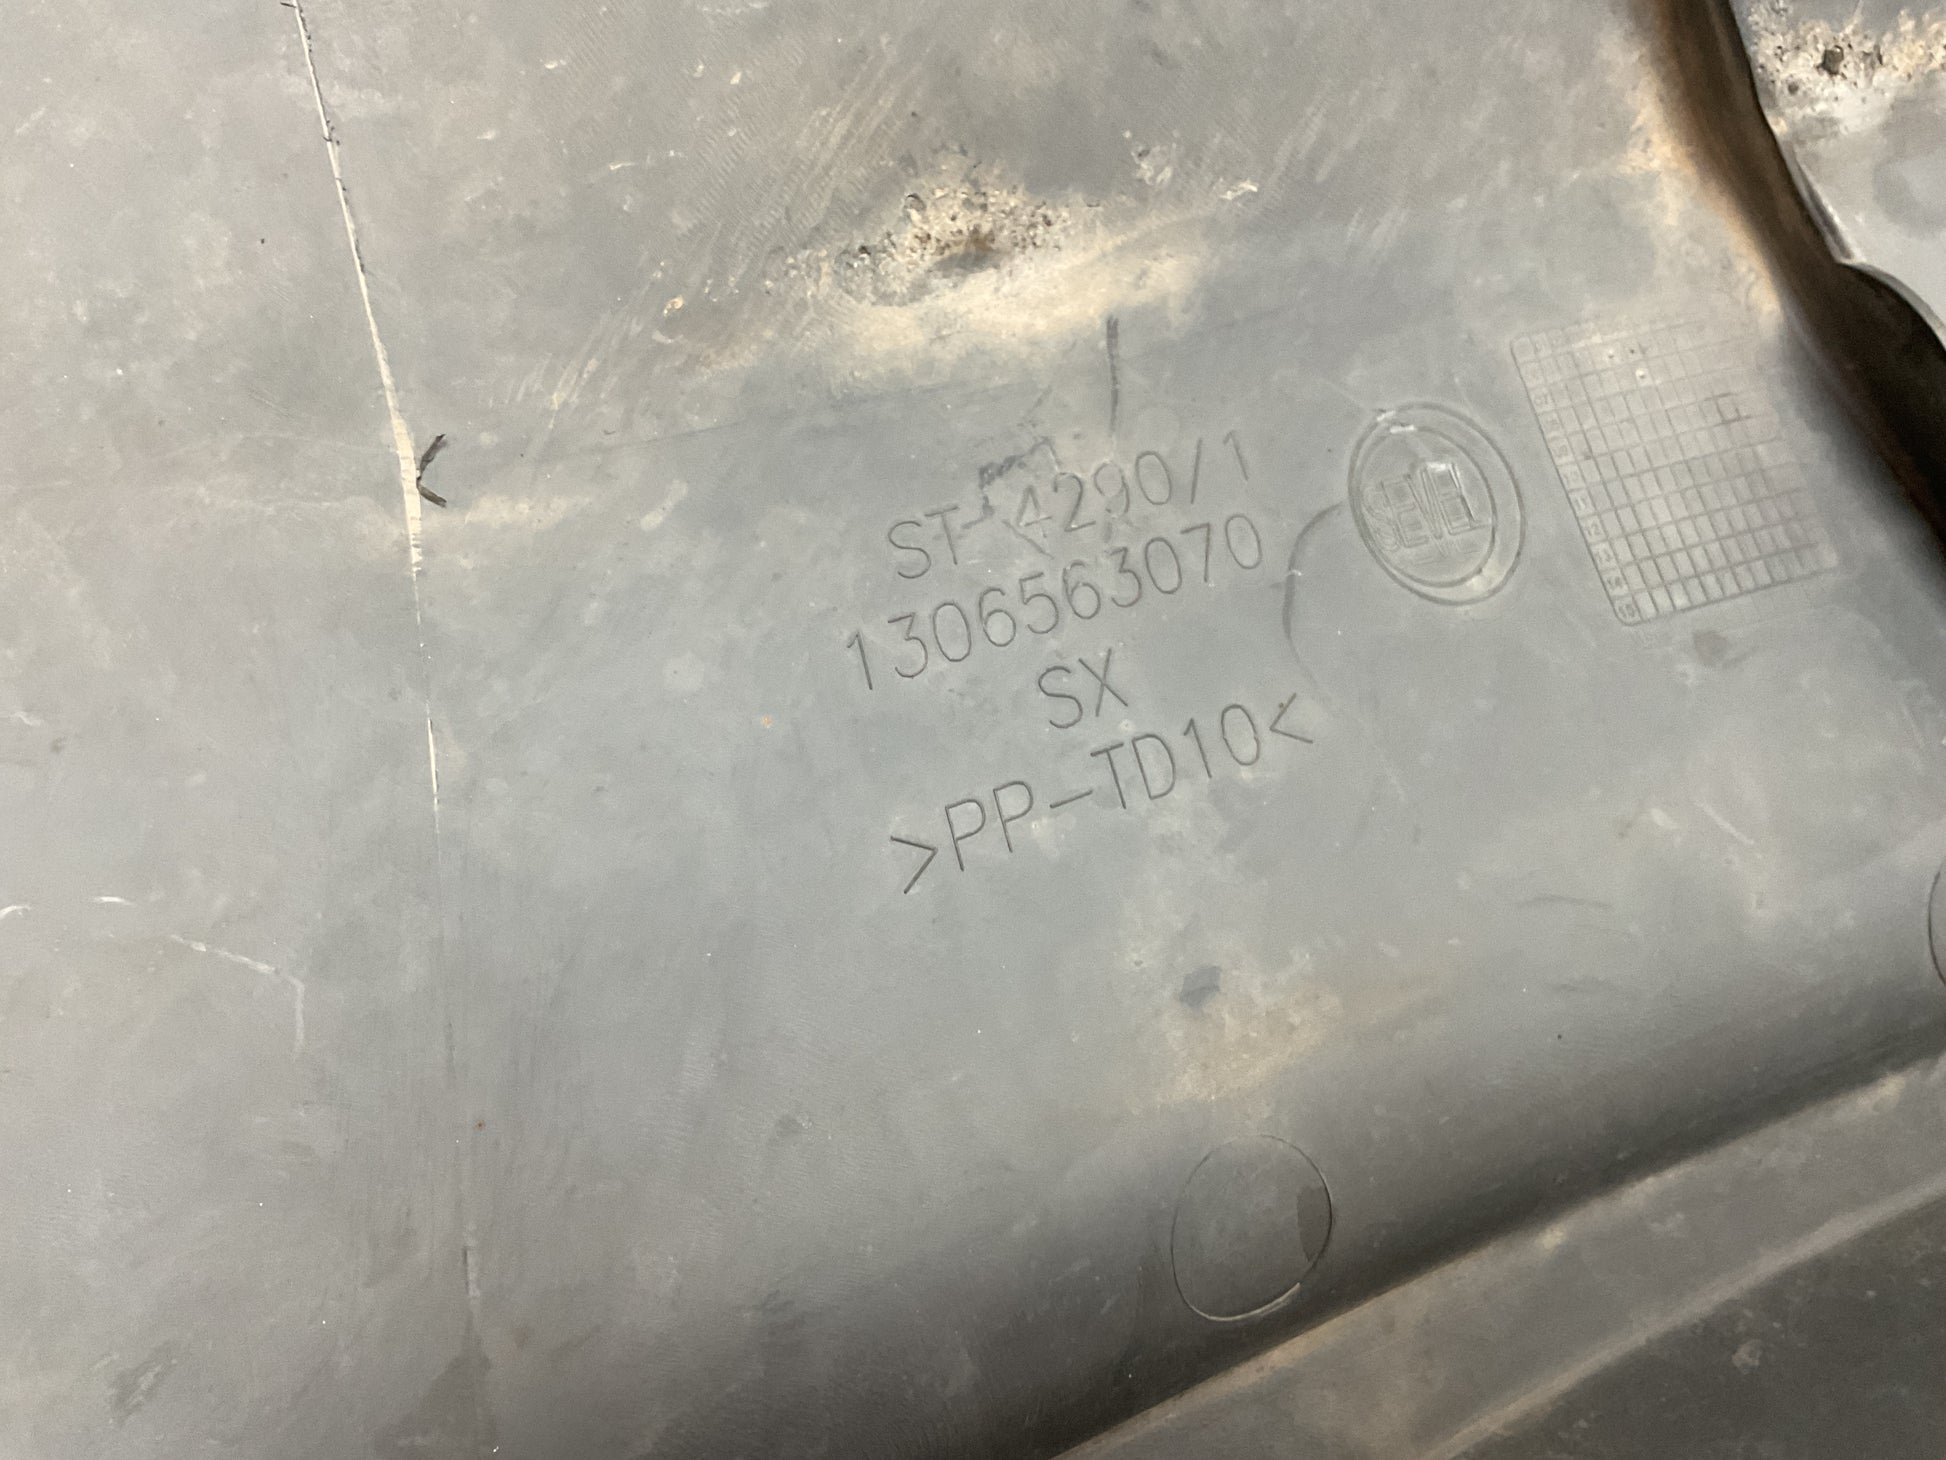 ST-4290/1
1306563070
SX
>PP-TD10<
SEVEL